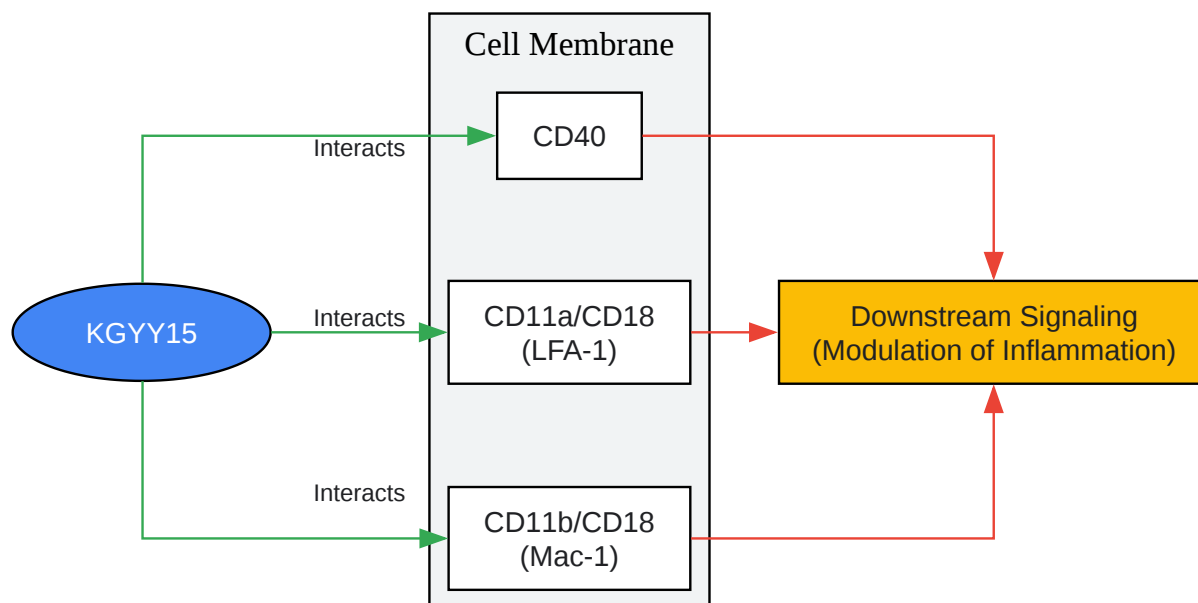 Cell Membrane
CD40
Interacts
KGYY15
Interacts
CD11a/CD18
(LFA-1)
Downstream Signaling
(Modulation of Inflammation)
Interacts
CD11b/CD18
(Mac-1)